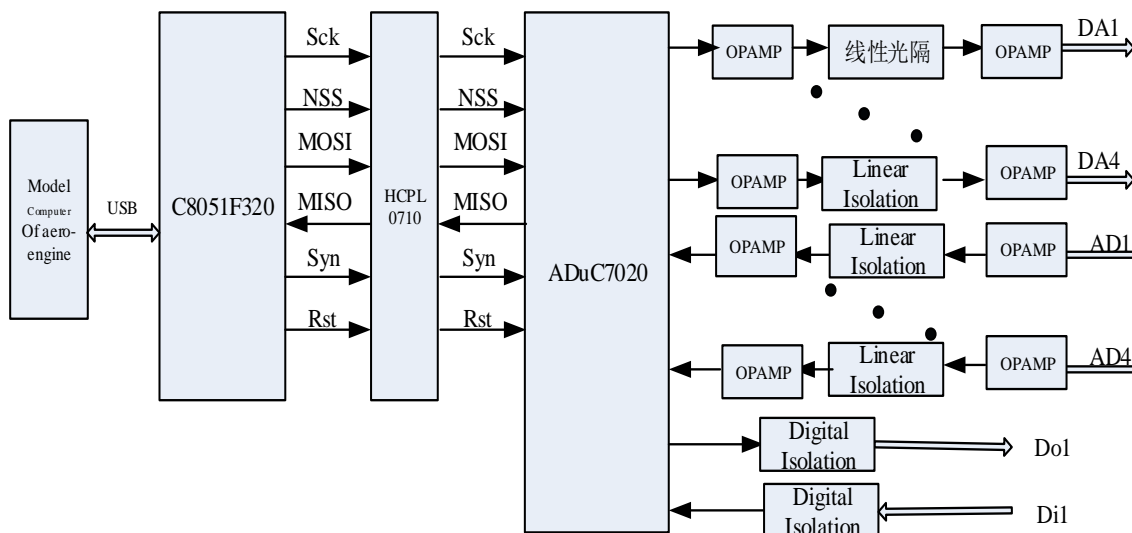 Model
Computer
Of aero-
engine
USB
C8051F320
Sck
NSS
MOSI
MISO
Syn
Rst
HCPL
0710
Sck
NSS
MOSI
MISO
Syn
Rst
ADuC7020
OPAMP
线性光隔
OPAMP
DA1
OPAMP
Linear
Isolation
OPAMP
DA4
OPAMP
Linear
Isolation
OPAMP
AD1
OPAMP
Linear
Isolation
OPAMP
AD4
Digital
Isolation
Do1
Digital
Isolation
Di1